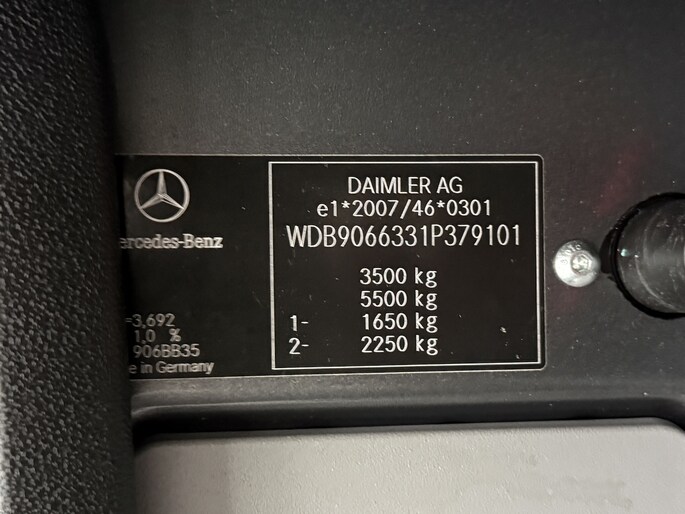 DAIMLER AG
e1*2007/46*0301
WDB9066331P379101
3500 kg
5500 kg
1- 1650 kg
2- 2250 kg
ercedes-Benz
=3,692
1,0 %
906BB35
e in Germany